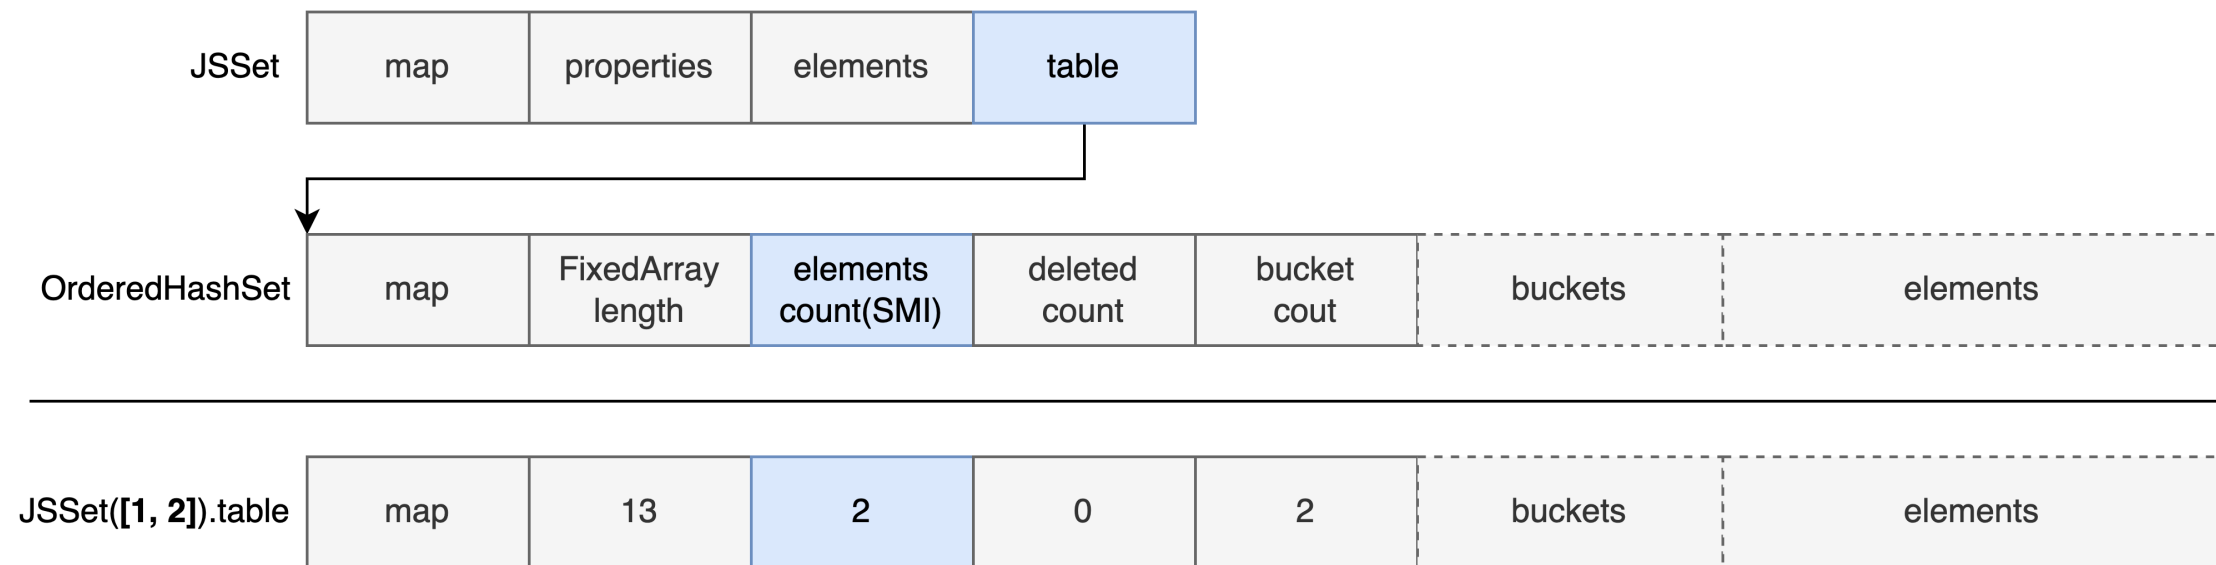 JSSet
map
properties
elements
table
OrderedHashSet
map
FixedArray
length
elements
count(SMI)
deleted
count
bucket
cout
buckets
elements
JSSet([1, 2]).table
map
13
2
0
2
buckets
elements